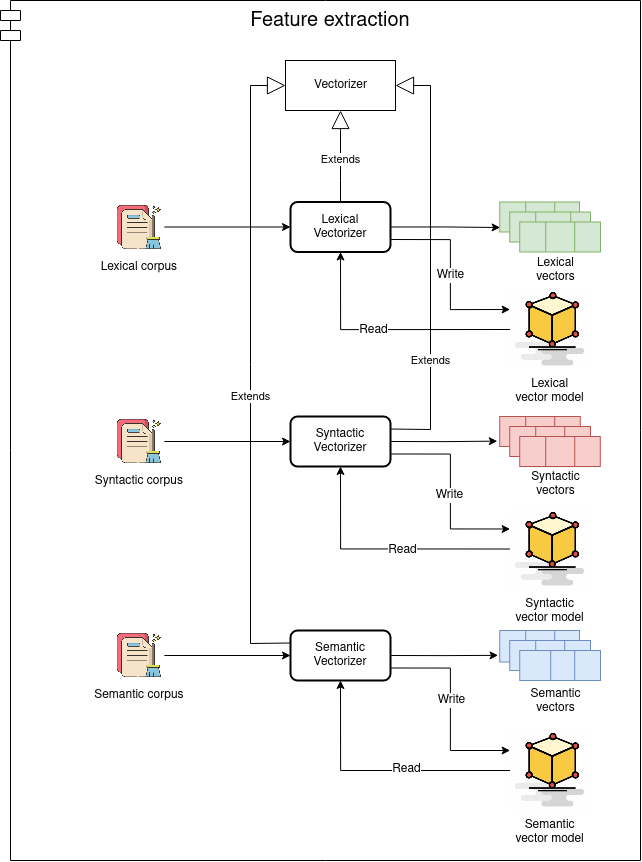 Feature extraction
Vectorizer
Extends
Lexical
Vectorizer
Lexical corpus
Lexical
vectors
Write
Read
Lexical
vector model
Extends
Extends
Syntactic
Vectorizer
Syntactic corpus
Syntactic
vectors
Write
Read
Syntactic
vector model
Semantic
Vectorizer
Semantic corpus
Semantic
vectors
Write
Read
Semantic
vector model